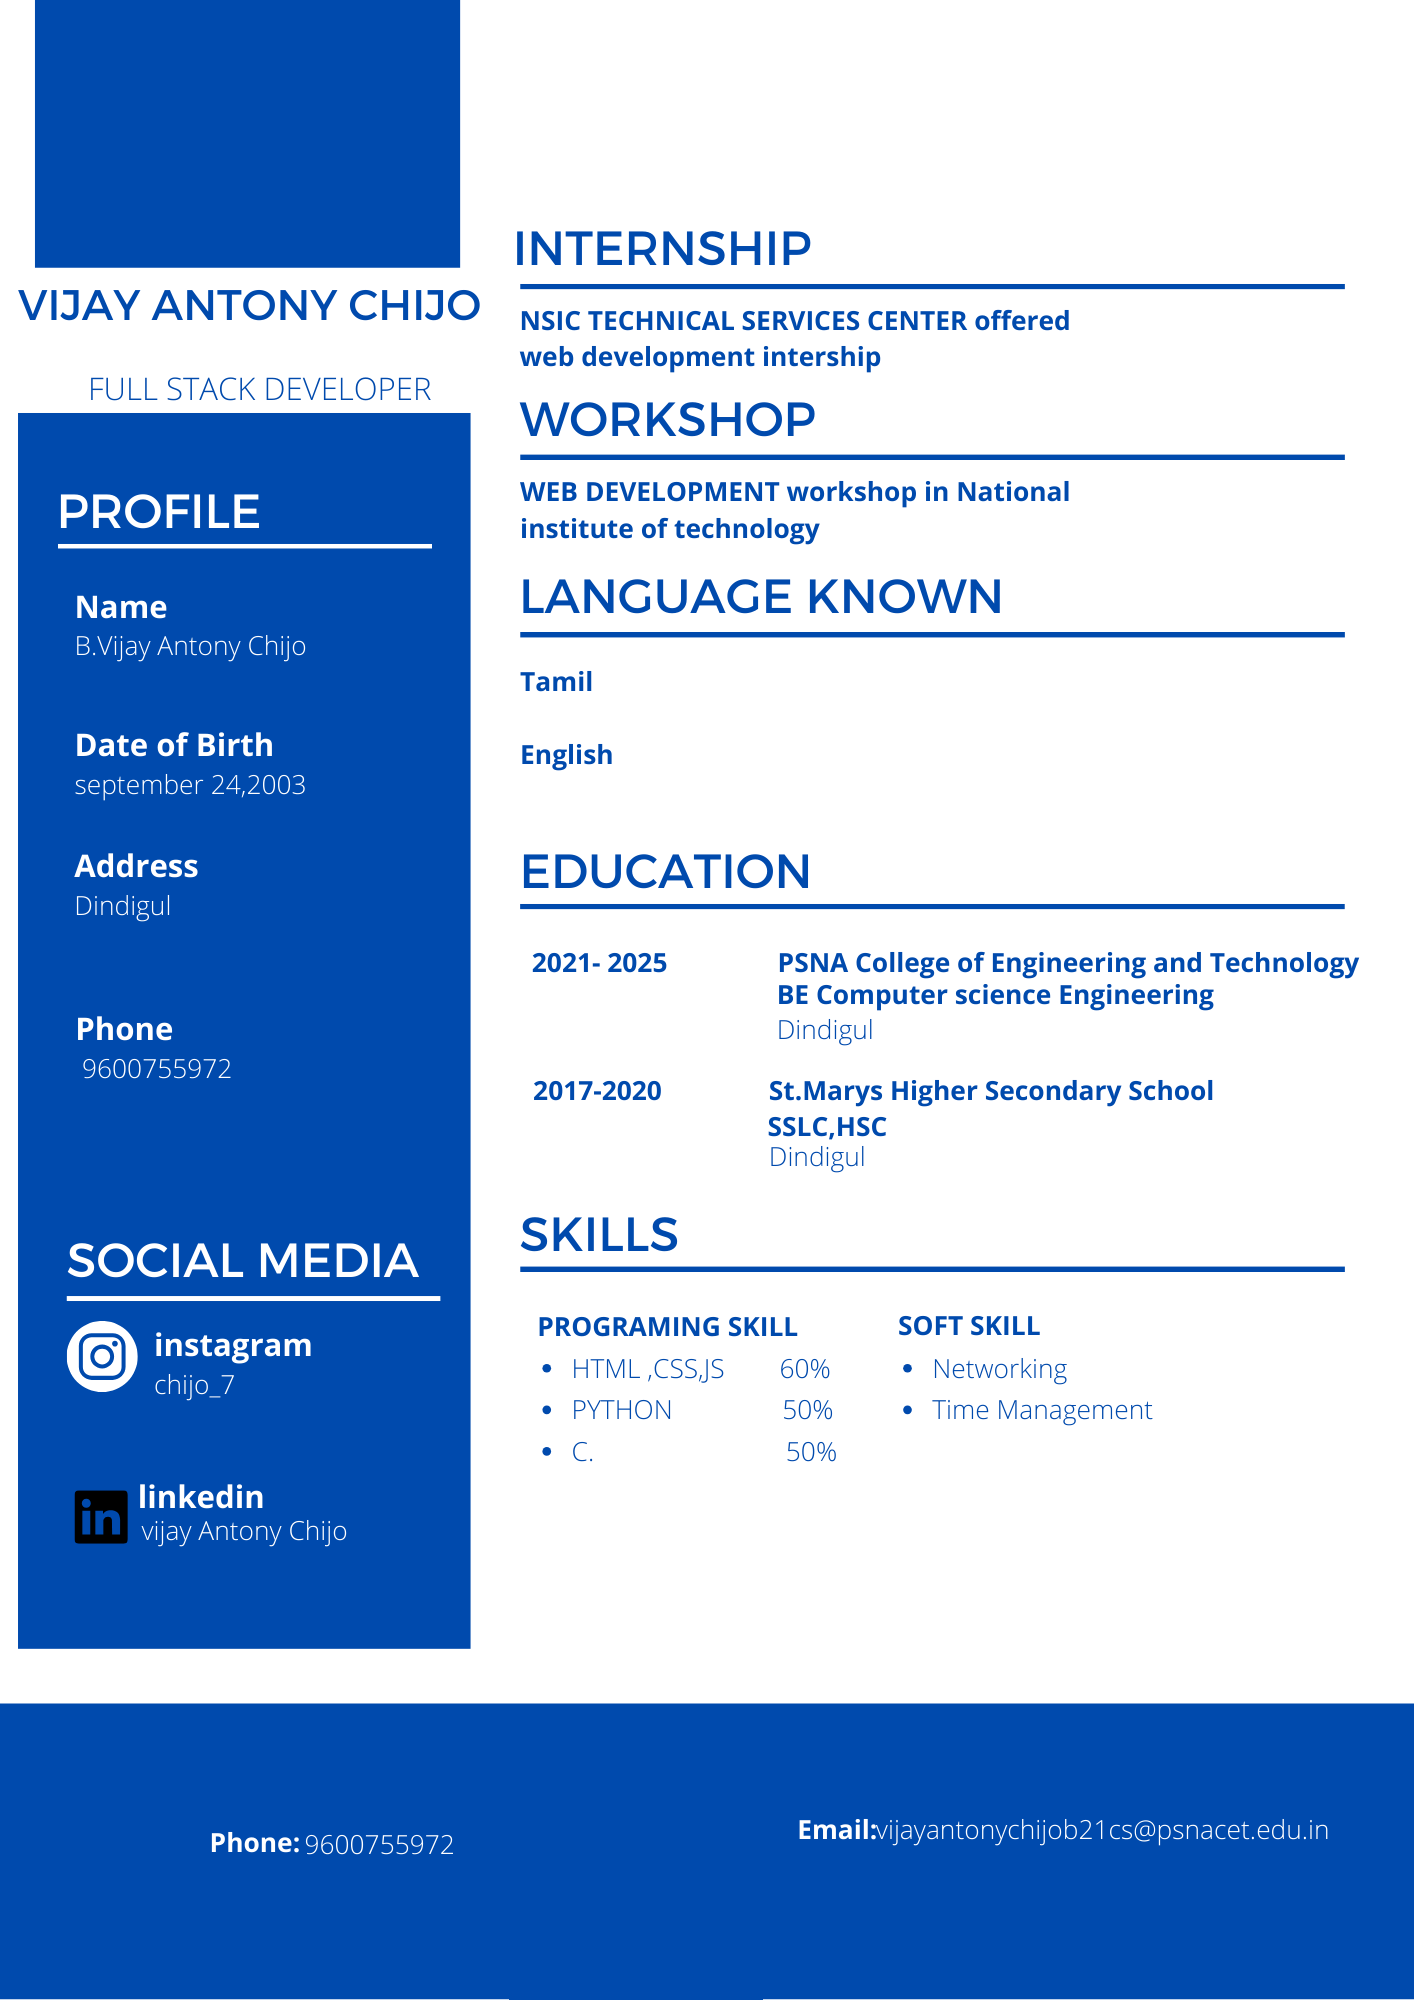 VIJAY ANTONY CHIJO
FULL STACK DEVELOPER
PROFILE
Name
B.Vijay Antony Chijo
Date of Birth
september 24,2003
Address
Dindigul
Phone
9600755972
SOCIAL MEDIA
instagram
chijo_7
in
linkedin
vijay Antony Chijo
INTERNSHIP
NSIC TECHNICAL SERVICES CENTER offered
web development intership
WORKSHOP
WEB DEVELOPMENT workshop in National
institute of technology
LANGUAGE KNOWN
Tamil
English
EDUCATION
2021- 2025 PSNA College of Engineering and Technology
BE Computer science Engineering
Dindigul
2017-2020 St.Marys Higher Secondary School
SSLC,HSC
Dindigul
SKILLS
PROGRAMING SKILL
• HTML ,CSS,JS 60%
• PYTHON 50%
• C. 50%
SOFT SKILL
• Networking
• Time Management
Phone: 9600755972
Email:vijayantonychijob21cs@psnacet.edu.in